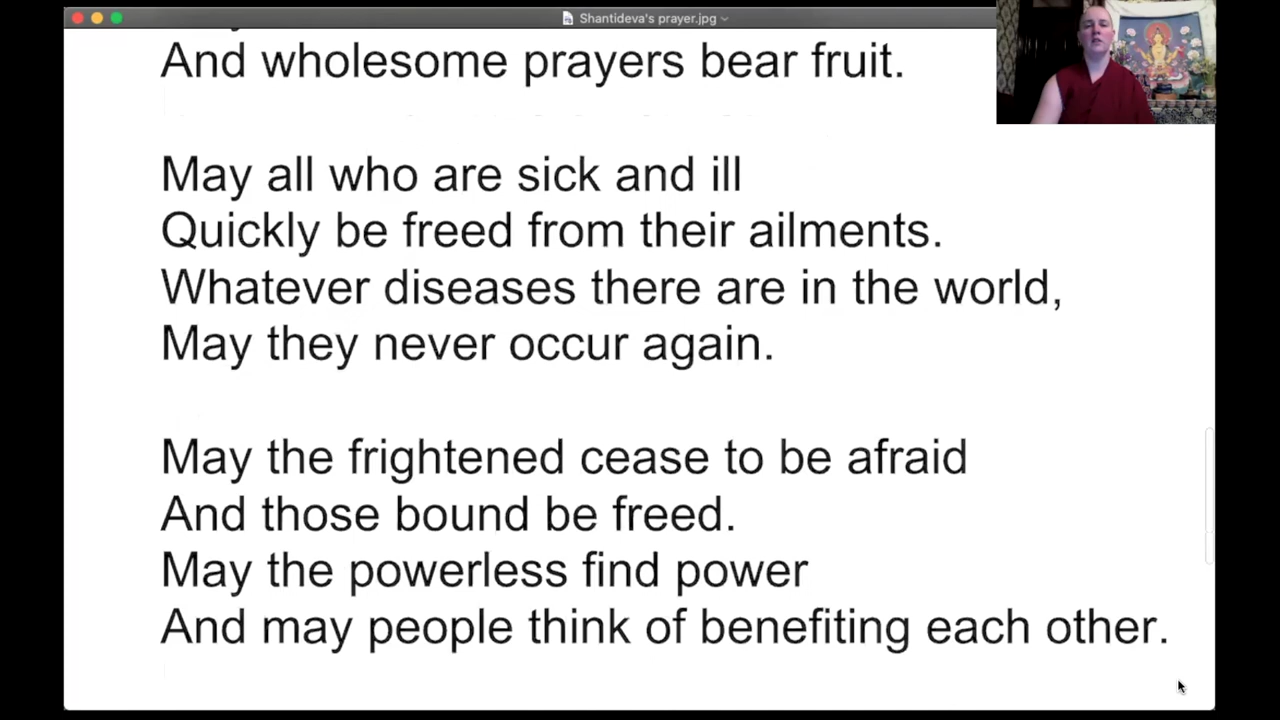 Shantideva's prayer.jpg
And wholesome prayers bear fruit.
May all who are sick and ill
Quickly be freed from their ailments.
Whatever diseases there are in the world,
May they never occur again.
May the frightened cease to be afraid
And those bound be freed.
May the powerless find power
And may people think of benefiting each other.